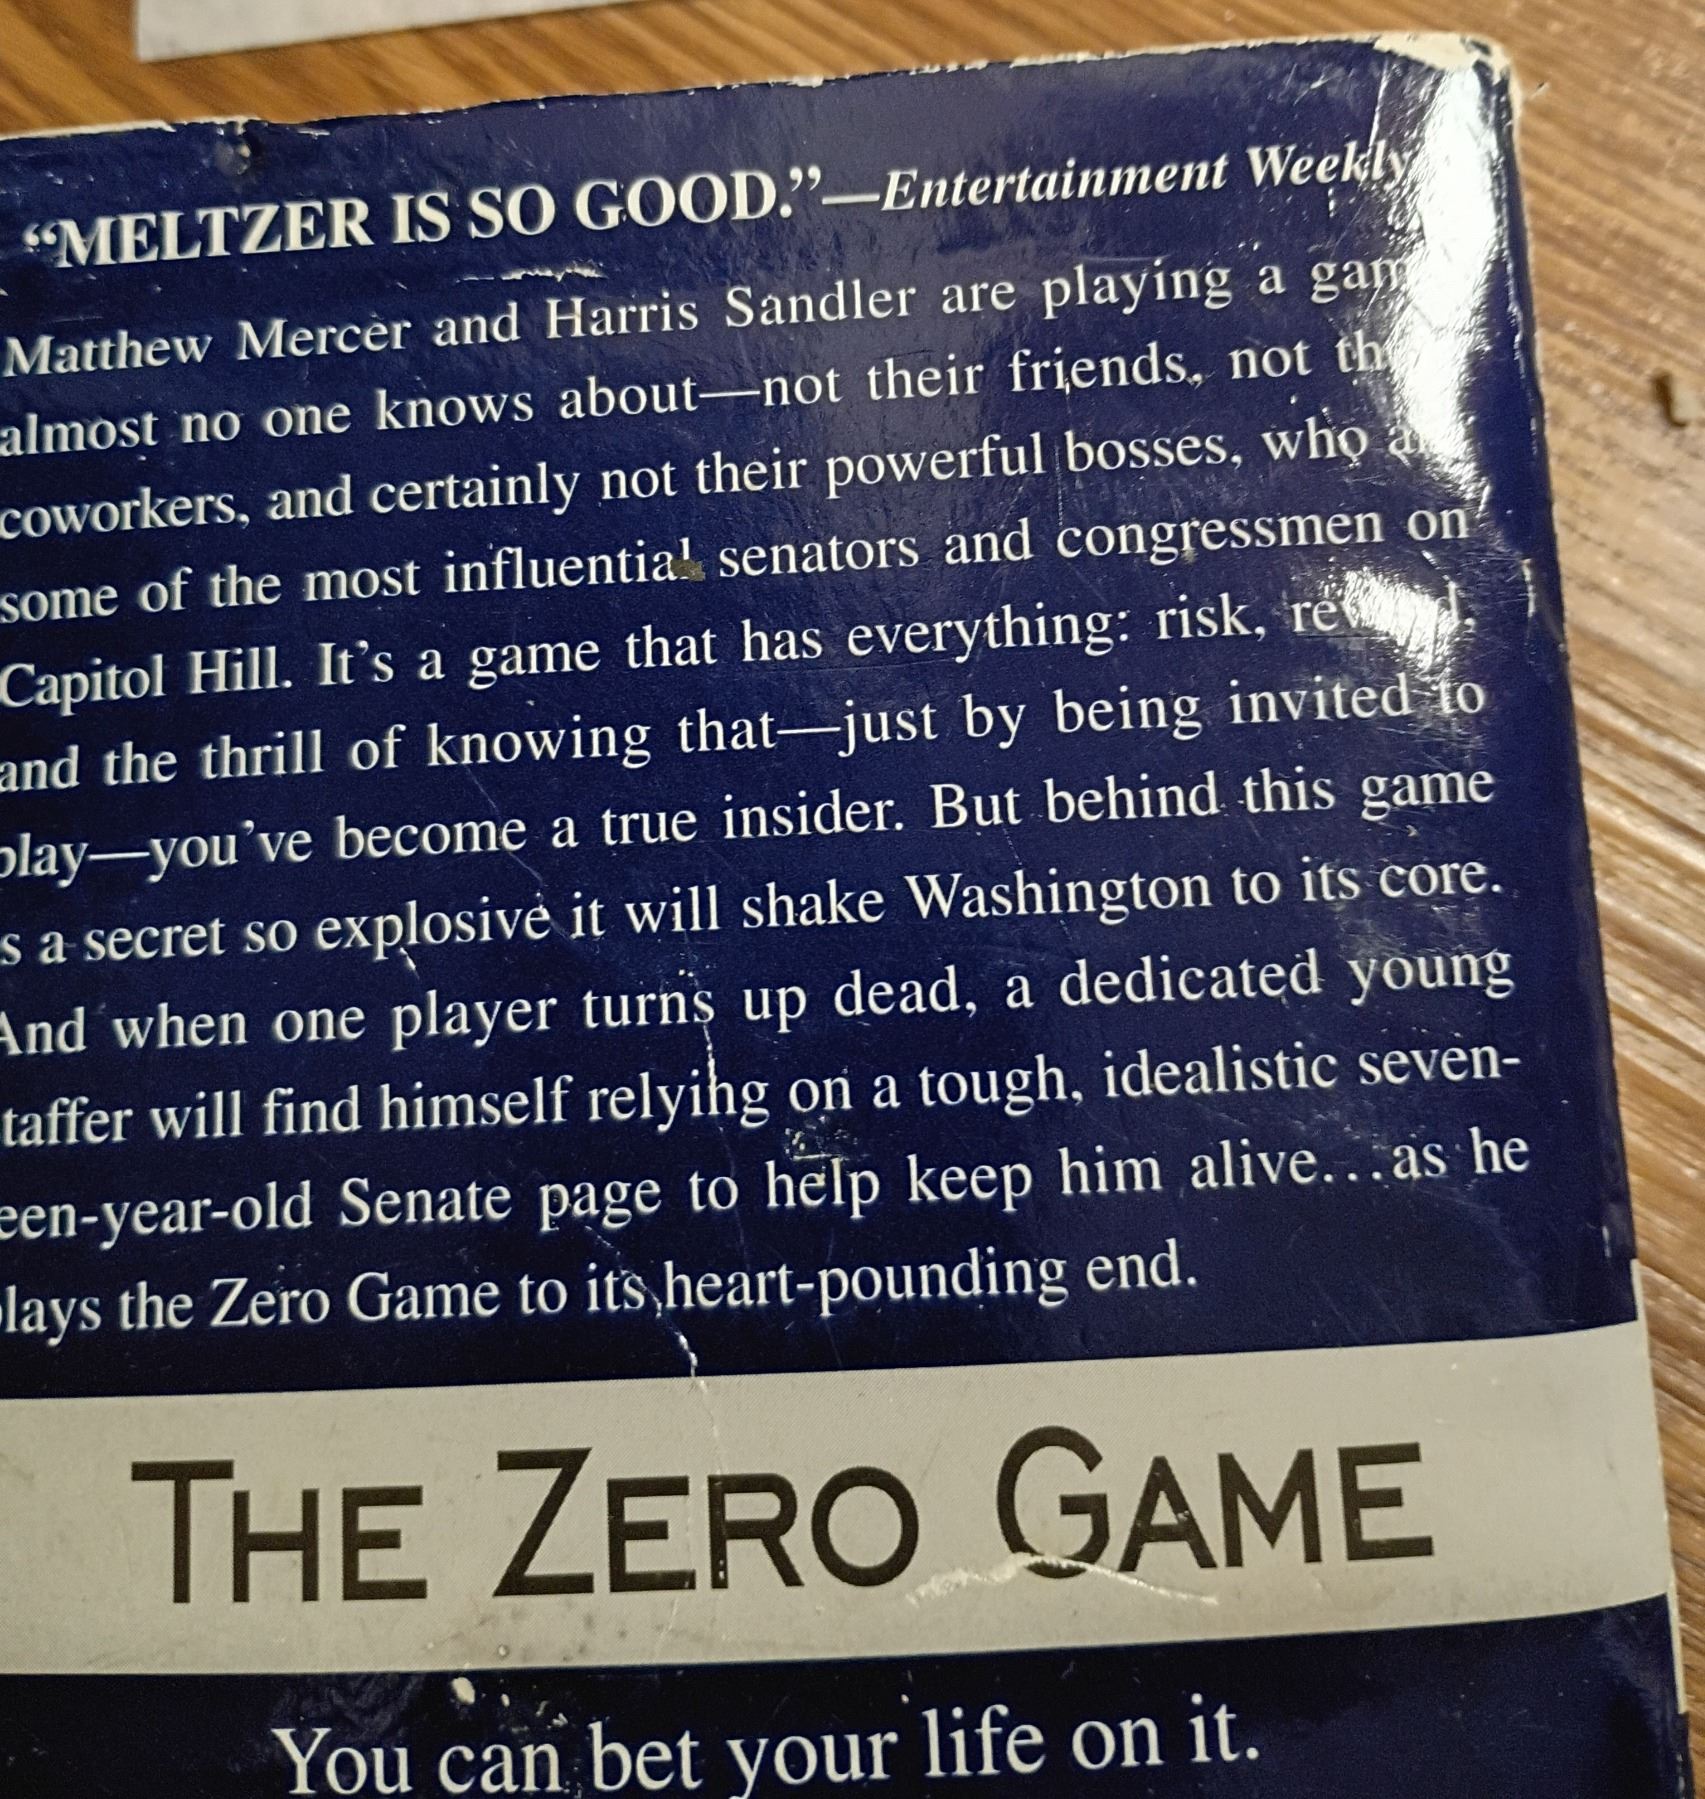 “MELTZER IS SO GOOD.”—Entertainment Weekly
Matthew Mercer and Harris Sandler are playing a
almost no one knows about—not their friends, not
coworkers, and certainly not their powerful bosses, who
some of the most influential senators and congressmen on
Capitol Hill. It’s a game that has everything: risk,
and the thrill of knowing that—just by being invited to
play—you’ve become a true insider. But behind this game
s a secret so explosive it will shake Washington to its core.
And when one player turns up dead, a dedicated young
taffer will find himself relying on a tough, idealistic seven-
een-year-old Senate page to help keep him alive…as he
lays the Zero Game to its heart-pounding end.
THE ZERO GAME
You can bet your life on it.